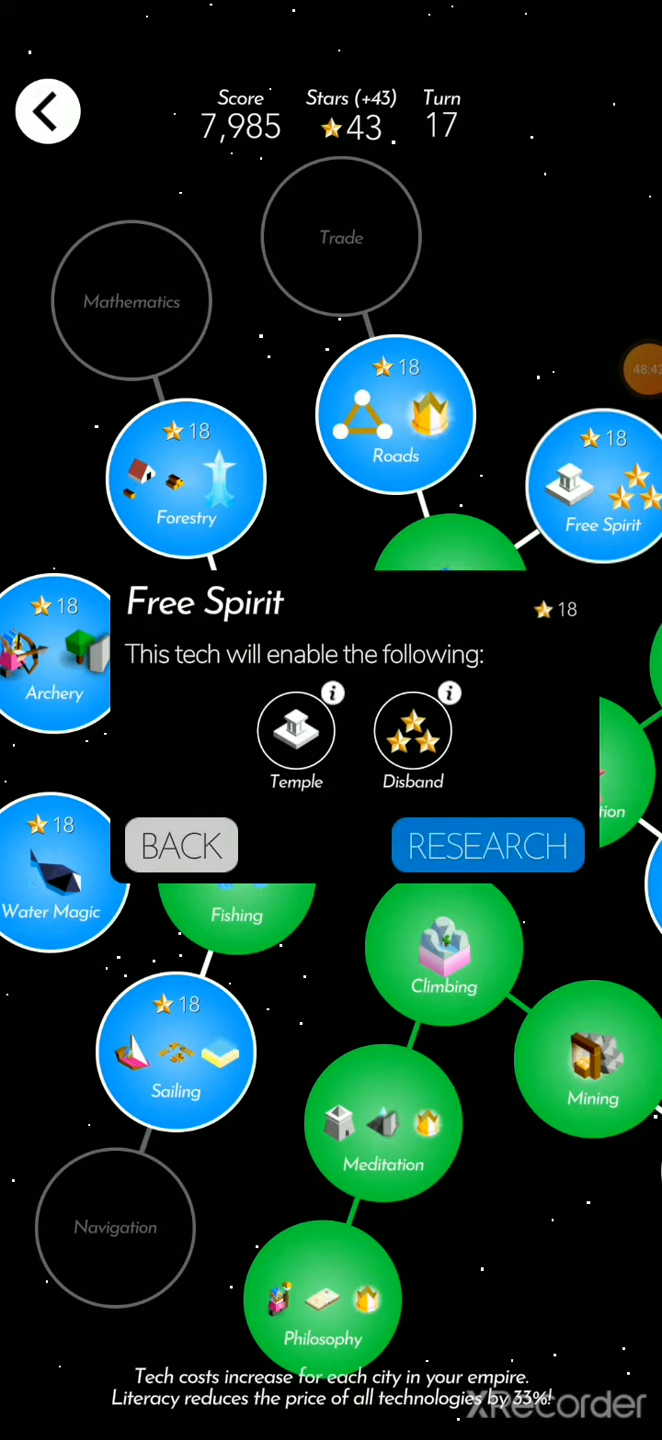 Score Stars (+43) Turn
7,985 43 17
Trade
Mathematics
18
Roads
48:42
18
Forestry
18
Free Spirit
Free Spirit 18
This tech will enable the following:
18
Archery
i i
Temple Disband
tion
18
Water Magic
BACK RESEARCH
Fishing
Climbing
18
Sailing
Mining
Meditation
Navigation
Philosophy
Tech costs increase for each city in your empire.
Literacy reduces the price of all technologies by 33%!
XRecorder